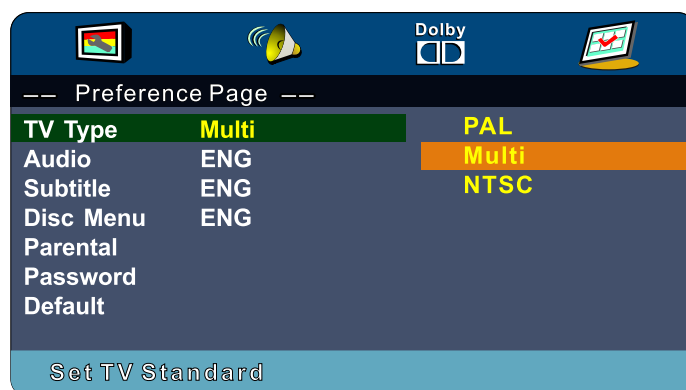 Dolby
—— Preference Page ——
TV Type Multi PAL
Audio ENG Multi
Subtitle ENG NTSC
Disc Menu ENG
Parental
Password
Default
Set TV Standard